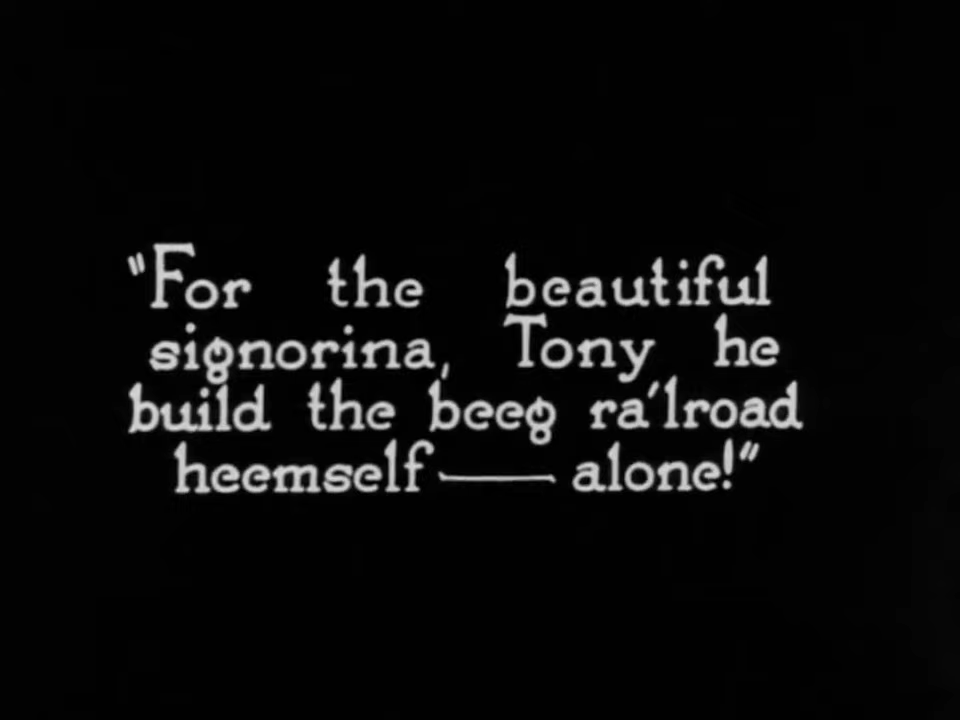 "For the beautiful
signorina, Tony he
build the beeg ra'lroad
heemself—alone!"